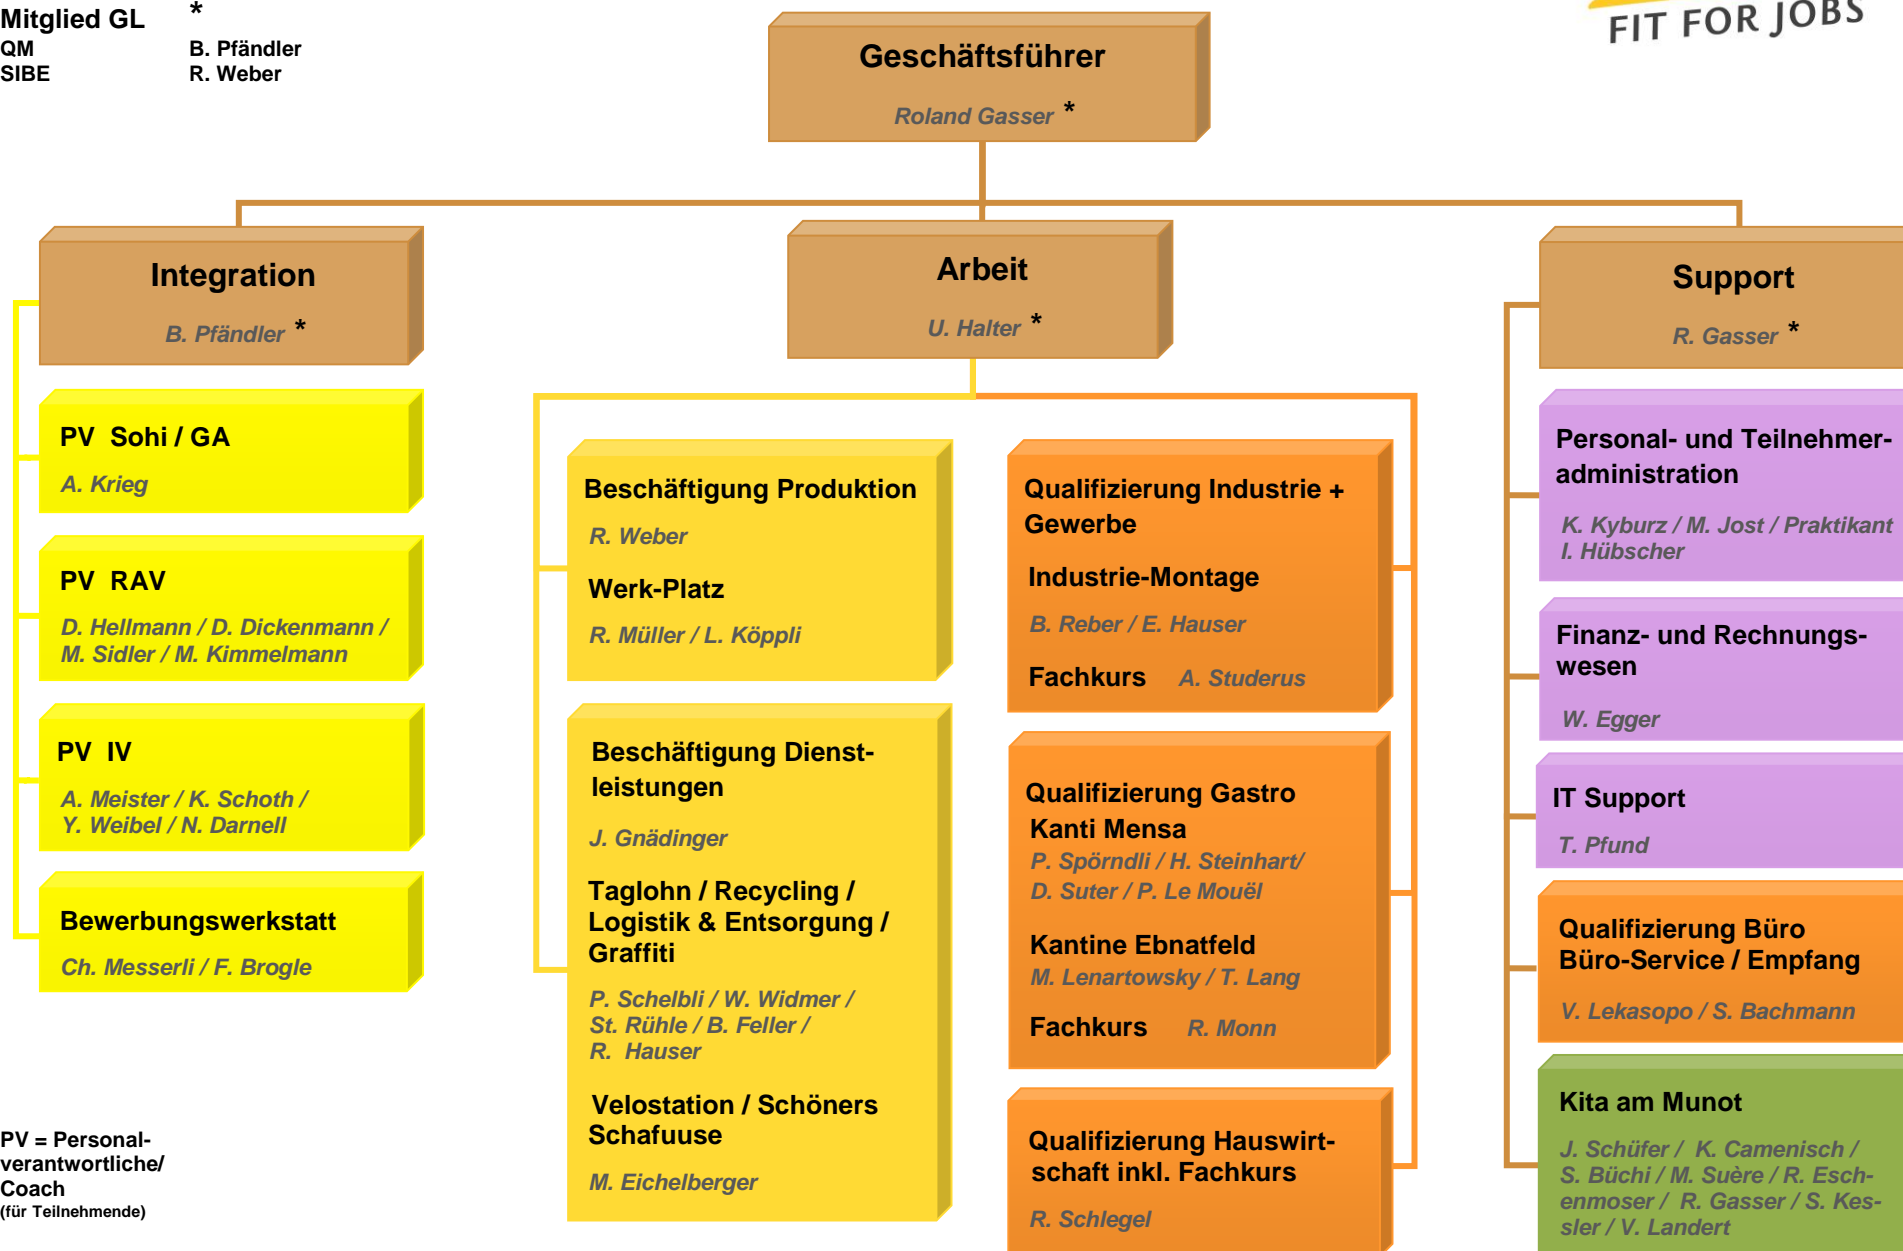 Mitglied GL *
QM B. Pfändler
SIBE R. Weber
FIT FOR JOBS
Geschäftsführer
Roland Gasser *
Integration
B. Pfändler *
PV Sohi / GA
A. Krieg
PV RAV
D. Hellmann / D. Dickenmann /
M. Sidler / M. Kimmelmann
PV IV
A. Meister / K. Schoth /
Y. Weibel / N. Darnell
Bewerbungswerkstatt
Ch. Messerli / F. Brogle
Arbeit
U. Halter *
Beschäftigung Produktion
R. Weber
Werk-Platz
R. Müller / L. Köppli
Beschäftigung Dienst-
leistungen
J. Gnädinger
Taglohn / Recycling /
Logistik & Entsorgung /
Graffiti
P. Schelbli / W. Widmer /
St. Rühle / B. Feller /
R. Hauser
Velostation / Schöners
Schafuuse
M. Eichelberger
Qualifizierung Industrie +
Gewerbe
Industrie-Montage
B. Reber / E. Hauser
Fachkurs A. Studerus
Qualifizierung Gastro
Kanti Mensa
P. Spörndli / H. Steinhart/
D. Suter / P. Le Mouël
Kantine Ebnatfeld
M. Lenartowsky / T. Lang
Fachkurs R. Monn
Qualifizierung Hauswirt-
schaft inkl. Fachkurs
R. Schlegel
Support
R. Gasser *
Personal- und Teilnehmer-
administration
K. Kyburz / M. Jost / Praktikant
I. Hübscher
Finanz- und Rechnungs-
wesen
W. Egger
IT Support
T. Pfund
Qualifizierung Büro
Büro-Service / Empfang
V. Lekasopo / S. Bachmann
Kita am Munot
J. Schüfer / K. Camenisch /
S. Büchi / M. Suère / R. Esch-
enmoser / R. Gasser / S. Kes-
sler / V. Landert
PV = Personal-
verantwortliche/
Coach
(für Teilnehmende)